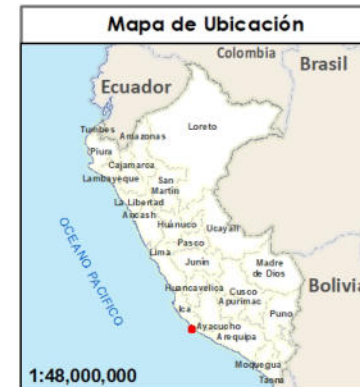 Mapa de Ubicación
Colombia
Brasil
Ecuador
Loreto
Tumbes
Amazonas
Piura
Cajamarca
Lambayeque
San
Martin
La Libertad
Ancash
Huanuco
Ucayali
Pasco
OCEANO PACIFICO
Lima
Junin
Madre
de Dios
Huancavelica
Cusco
Bolivia
Apurimac
Ica
Puno
Ayacucho
Arequipa
Moquegua
Tacna
1:48,000,000